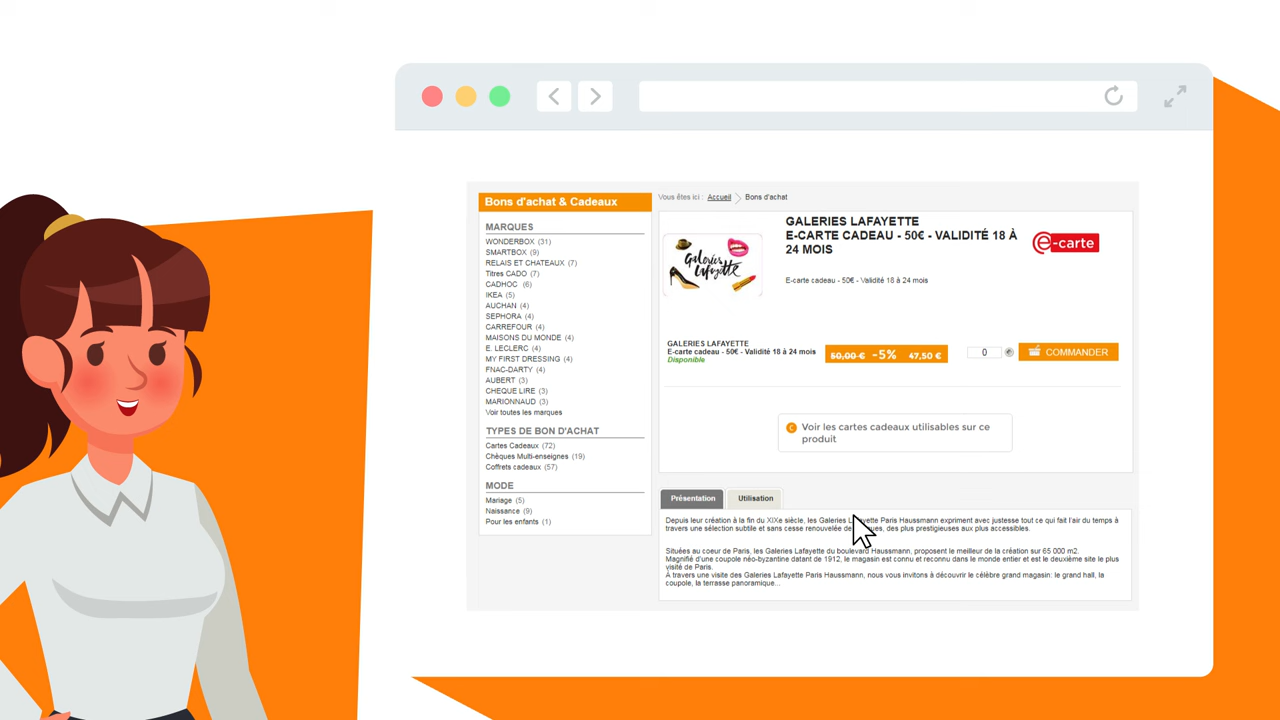 Bons d'achat & Cadeaux
MARQUES
WONDERBOX (31)
SMARTBOX (9)
RELAIS ET CHATEAUX (7)
Titres CADO (7)
CADHOC (6)
IKEA (5)
AUCHAN (4)
SEPHORA (4)
CARREFOUR (4)
MAISONS DU MONDE (4)
E. LECLERC (4)
MY FIRST DRESSING (4)
FNAC-DARTY (4)
AUBERT (3)
CHEQUE LIRE (3)
MARIONNAUD (3)
Voir toutes les marques
TYPES DE BON D'ACHAT
Cartes Cadeaux (72)
Chèques Multi-enseignes (19)
Coffrets cadeaux (57)
MODE
Mariage (5)
Naissance (9)
Pour les enfants (1)
Vous êtes ici : Accueil Bons d'achat
GALERIES LAFAYETTE
E-CARTE CADEAU - 50€ - VALIDITÉ 18 À
24 MOIS
e-carte
Galeries Lafayette
E-carte cadeau - 50€ - Validité 18 à 24 mois
GALERIES LAFAYETTE
E-carte cadeau - 50€ - Validité 18 à 24 mois
Disponible
50,00 € -5% 47,50 €
0
COMMANDER
C Voir les cartes cadeaux utilisables sur ce
produit
Présentation Utilisation
Depuis leur création à la fin du XIXe siècle, les Galeries Paris Haussmann expriment avec justesse tout ce qui fait l'air du temps à
travers une sélection subtile et sans cesse renouvelée de des plus prestigieuses aux plus accessibles.
Situées au coeur de Paris, les Galeries Lafayette du boulevard Haussmann, proposent le meilleur de la création sur 65 000 m2.
Magnifié d'une coupole néo-byzantine datant de 1912, le magasin est connu et reconnu dans le monde entier et est le deuxième site le plus
visité de Paris.
À travers une visite des Galeries Lafayette Paris Haussmann, nous vous invitons à découvrir le célèbre grand magasin: le grand hall, la
coupole, la terrasse panoramique...